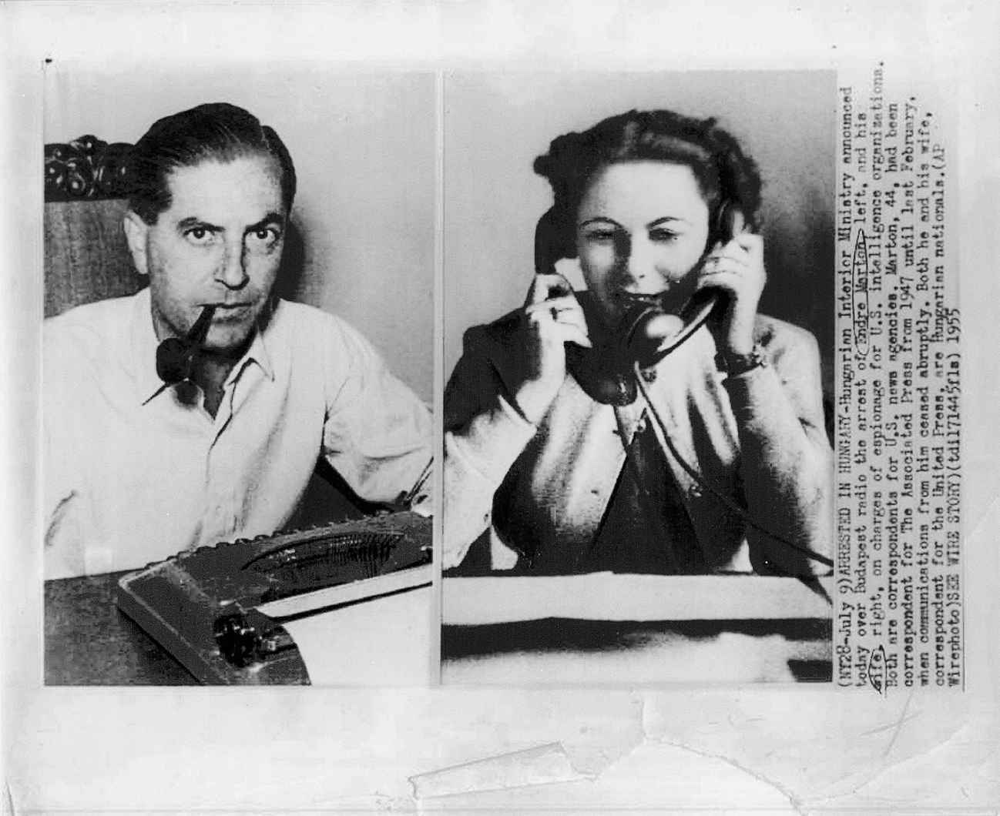 (NY28-July 9)ARRESTED IN HUNGARY-Hungarian Interior Ministry announced
today over Budapest radio the arrest of Endre Marton, left, and his
wife, right, on charges of espionage for U.S. intelligence organizations.
Both are correspondents for U.S. news agencies. Marton, 44, had been
correspondent for The Associated Press from 1947 until last February,
when communications from him ceased abruptly. Both he and his wife,
correspondent for the United Press, are Hungarian nationals.(AP
Wirephoto)SEE WIRE STORY)(tdi171445fls) 1955